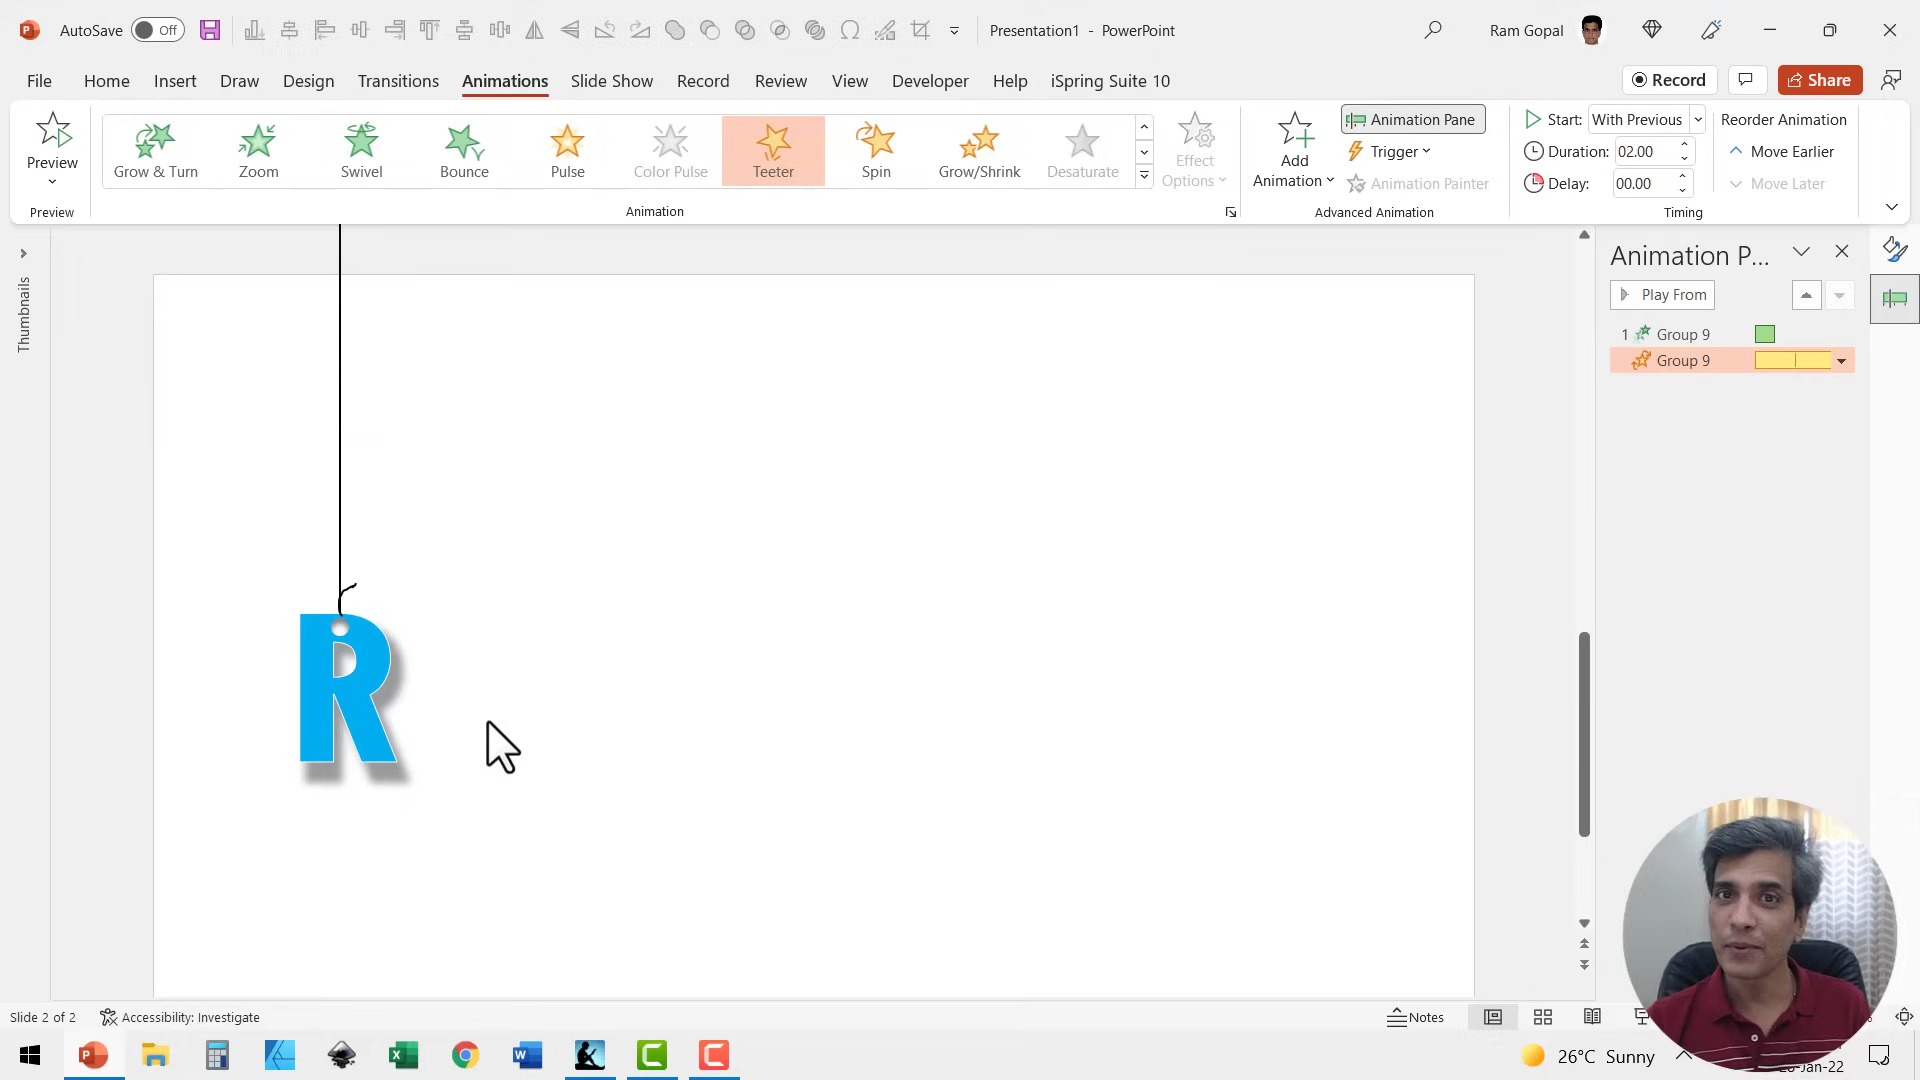 AutoSave Off Presentation1 - PowerPoint Ram Gopal
File Home Insert Draw Design Transitions Animations Slide Show Record Review View Developer Help iSpring Suite 10 Record Share
Preview
Grow & Turn Zoom Swivel Bounce Pulse Color Pulse Teeter Spin Grow/Shrink Desaturate
Effect Options
Add Animation
Animation Pane
Trigger
Animation Painter
Start: With Previous
Duration: 02.00
Delay: 00.00
Reorder Animation
Move Earlier
Move Later
Preview Animation Advanced Animation Timing
Thumbnails
R
Animation P...
Play From
1 Group 9
Group 9
Slide 2 of 2 Accessibility: Investigate Notes
26°C Sunny